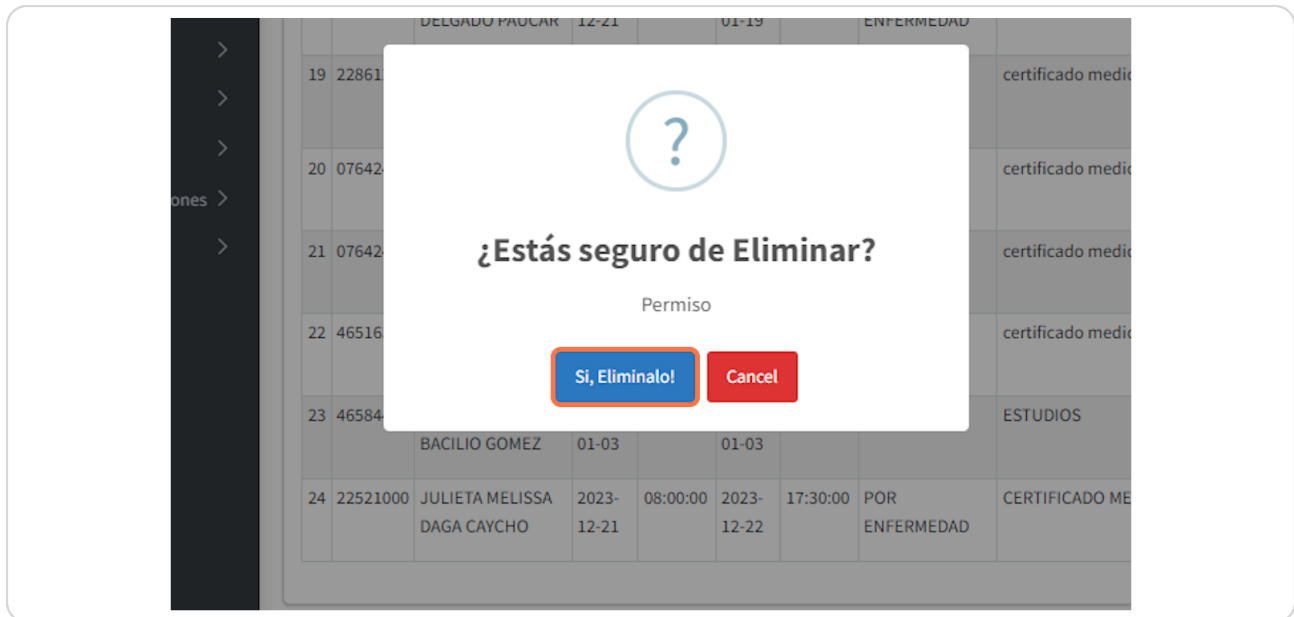 DELGADO PAUCAR 12-21 01-19 ENFERMEDAD
19 22861 certificado medic
20 07642 certificado medic
ones
21 07642 certificado medic
22 46516 certificado medic
?
¿Estás seguro de Eliminar?
Permiso
Si, Eliminalo! Cancel
23 46584 ESTUDIOS
BACILIO GOMEZ 01-03 01-03
24 22521000 JULIETA MELISSA 2023- 08:00:00 2023- 17:30:00 POR CERTIFICADO ME
DAGA CAYCHO 12-21 12-22 ENFERMEDAD